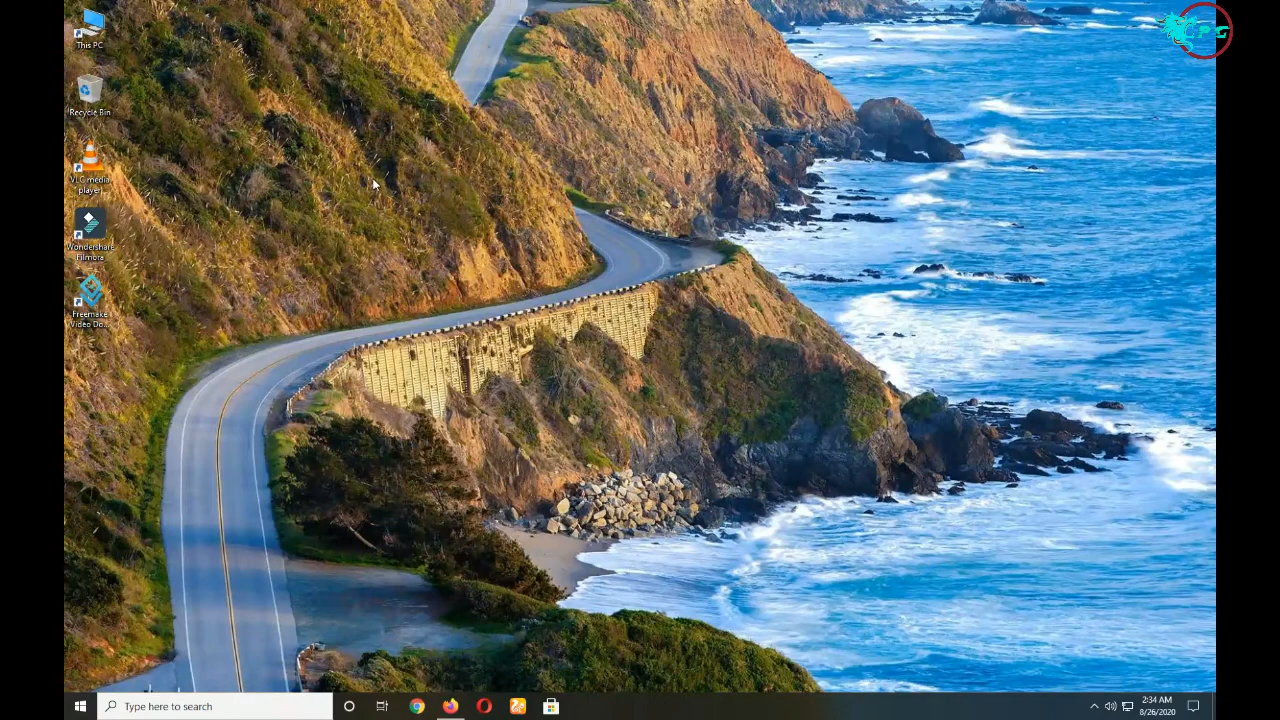 This PC
Recycle Bin
VLC media
player
Wondershare
Filmora
Freemake
Video Do...
PG
Type here to search
2:34 AM
8/26/2020